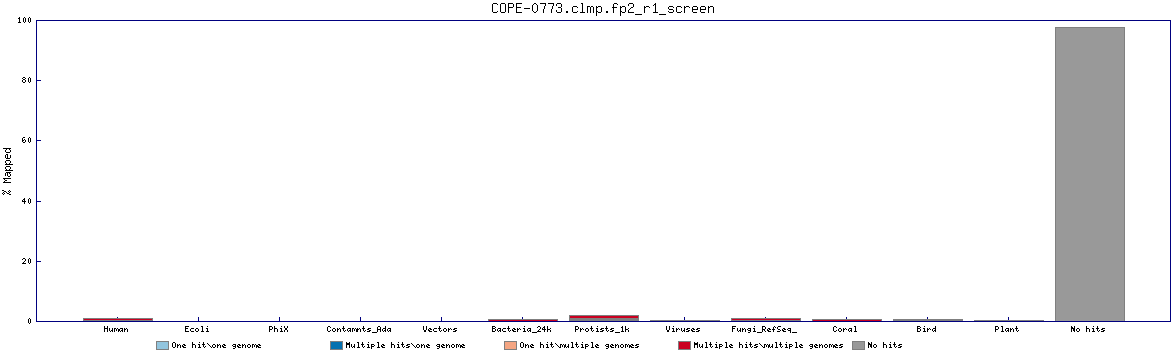 COPE-0773.clmp.fp2_r1_screen
100
80
60
40
20
0
% Mapped
Human Ecoli PhiX Contamnts_Ada Vectors Bacteria_24k Protists_1k Viruses Fungi_RefSeq_ Coral Bird Plant No hits
One hit\one genome Multiple hits\one genome One hit\multiple genomes Multiple hits\multiple genomes No hits